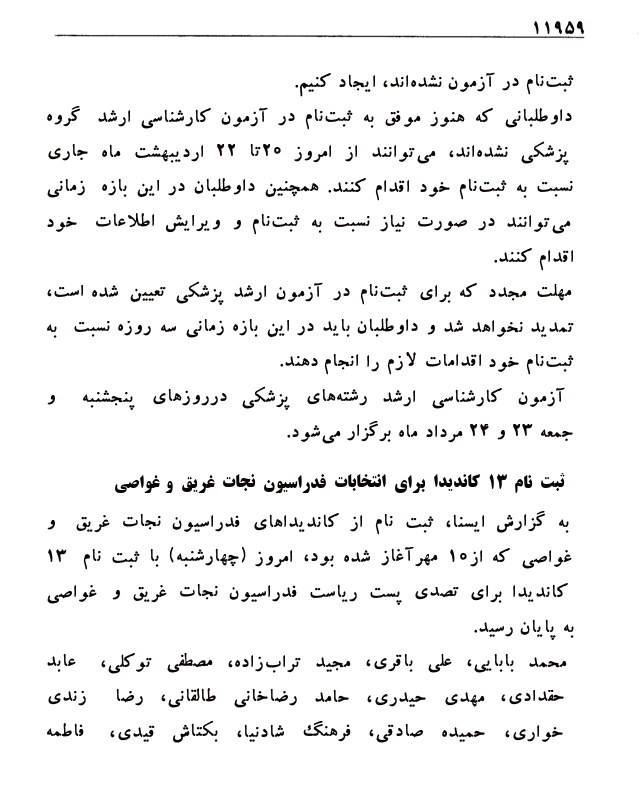 ۱۱۹۵۹
ثبت‌نام در آزمون نشده‌اند، ایجاد کنیم.
داوطلبانی که هنوز موفق به ثبت‌نام در آزمون کارشناسی ارشد گروه
پزشکی نشده‌اند، می‌توانند از امروز ۲۰تا ۲۲ اردیبهشت ماه جاری
نسبت به ثبت‌نام خود اقدام کنند. همچنین داوطلبان در این بازه زمانی
می‌توانند در صورت نیاز نسبت به ثبت‌نام و ویرایش اطلاعات خود
اقدام کنند.
مهلت مجدد که برای ثبت‌نام در آزمون ارشد پزشکی تعیین شده است،
تمدید نخواهد شد و داوطلبان باید در این بازه زمانی سه روزه نسبت به
ثبت‌نام خود اقدامات لازم را انجام دهند.
آزمون کارشناسی ارشد رشته‌های پزشکی درروزهای پنجشنبه و
جمعه ۲۳ و ۲۴ مرداد ماه برگزار می‌شود.
ثبت نام ۱۳ کاندیدا برای انتخابات فدراسیون نجات غریق و غواصی
به گزارش ایسنا، ثبت نام از کاندیداهای فدراسیون نجات غریق و
غواصی که از۱۵ مهرآغاز شده بود، امروز (چهارشنبه) با ثبت نام ۱۳
کاندیدا برای تصدی پست ریاست فدراسیون نجات غریق و غواصی
به پایان رسید.
محمد بابایی، علی باقری، مجید تراب‌زاده، مصطفی توکلی، عابد
حقدادی، مهدی حیدری، حامد رضاخانی طالقانی، رضا زندی
خواری، حمیده صادقی، فرهنگ شادنیا، بکتاش قیدی، فاطمه